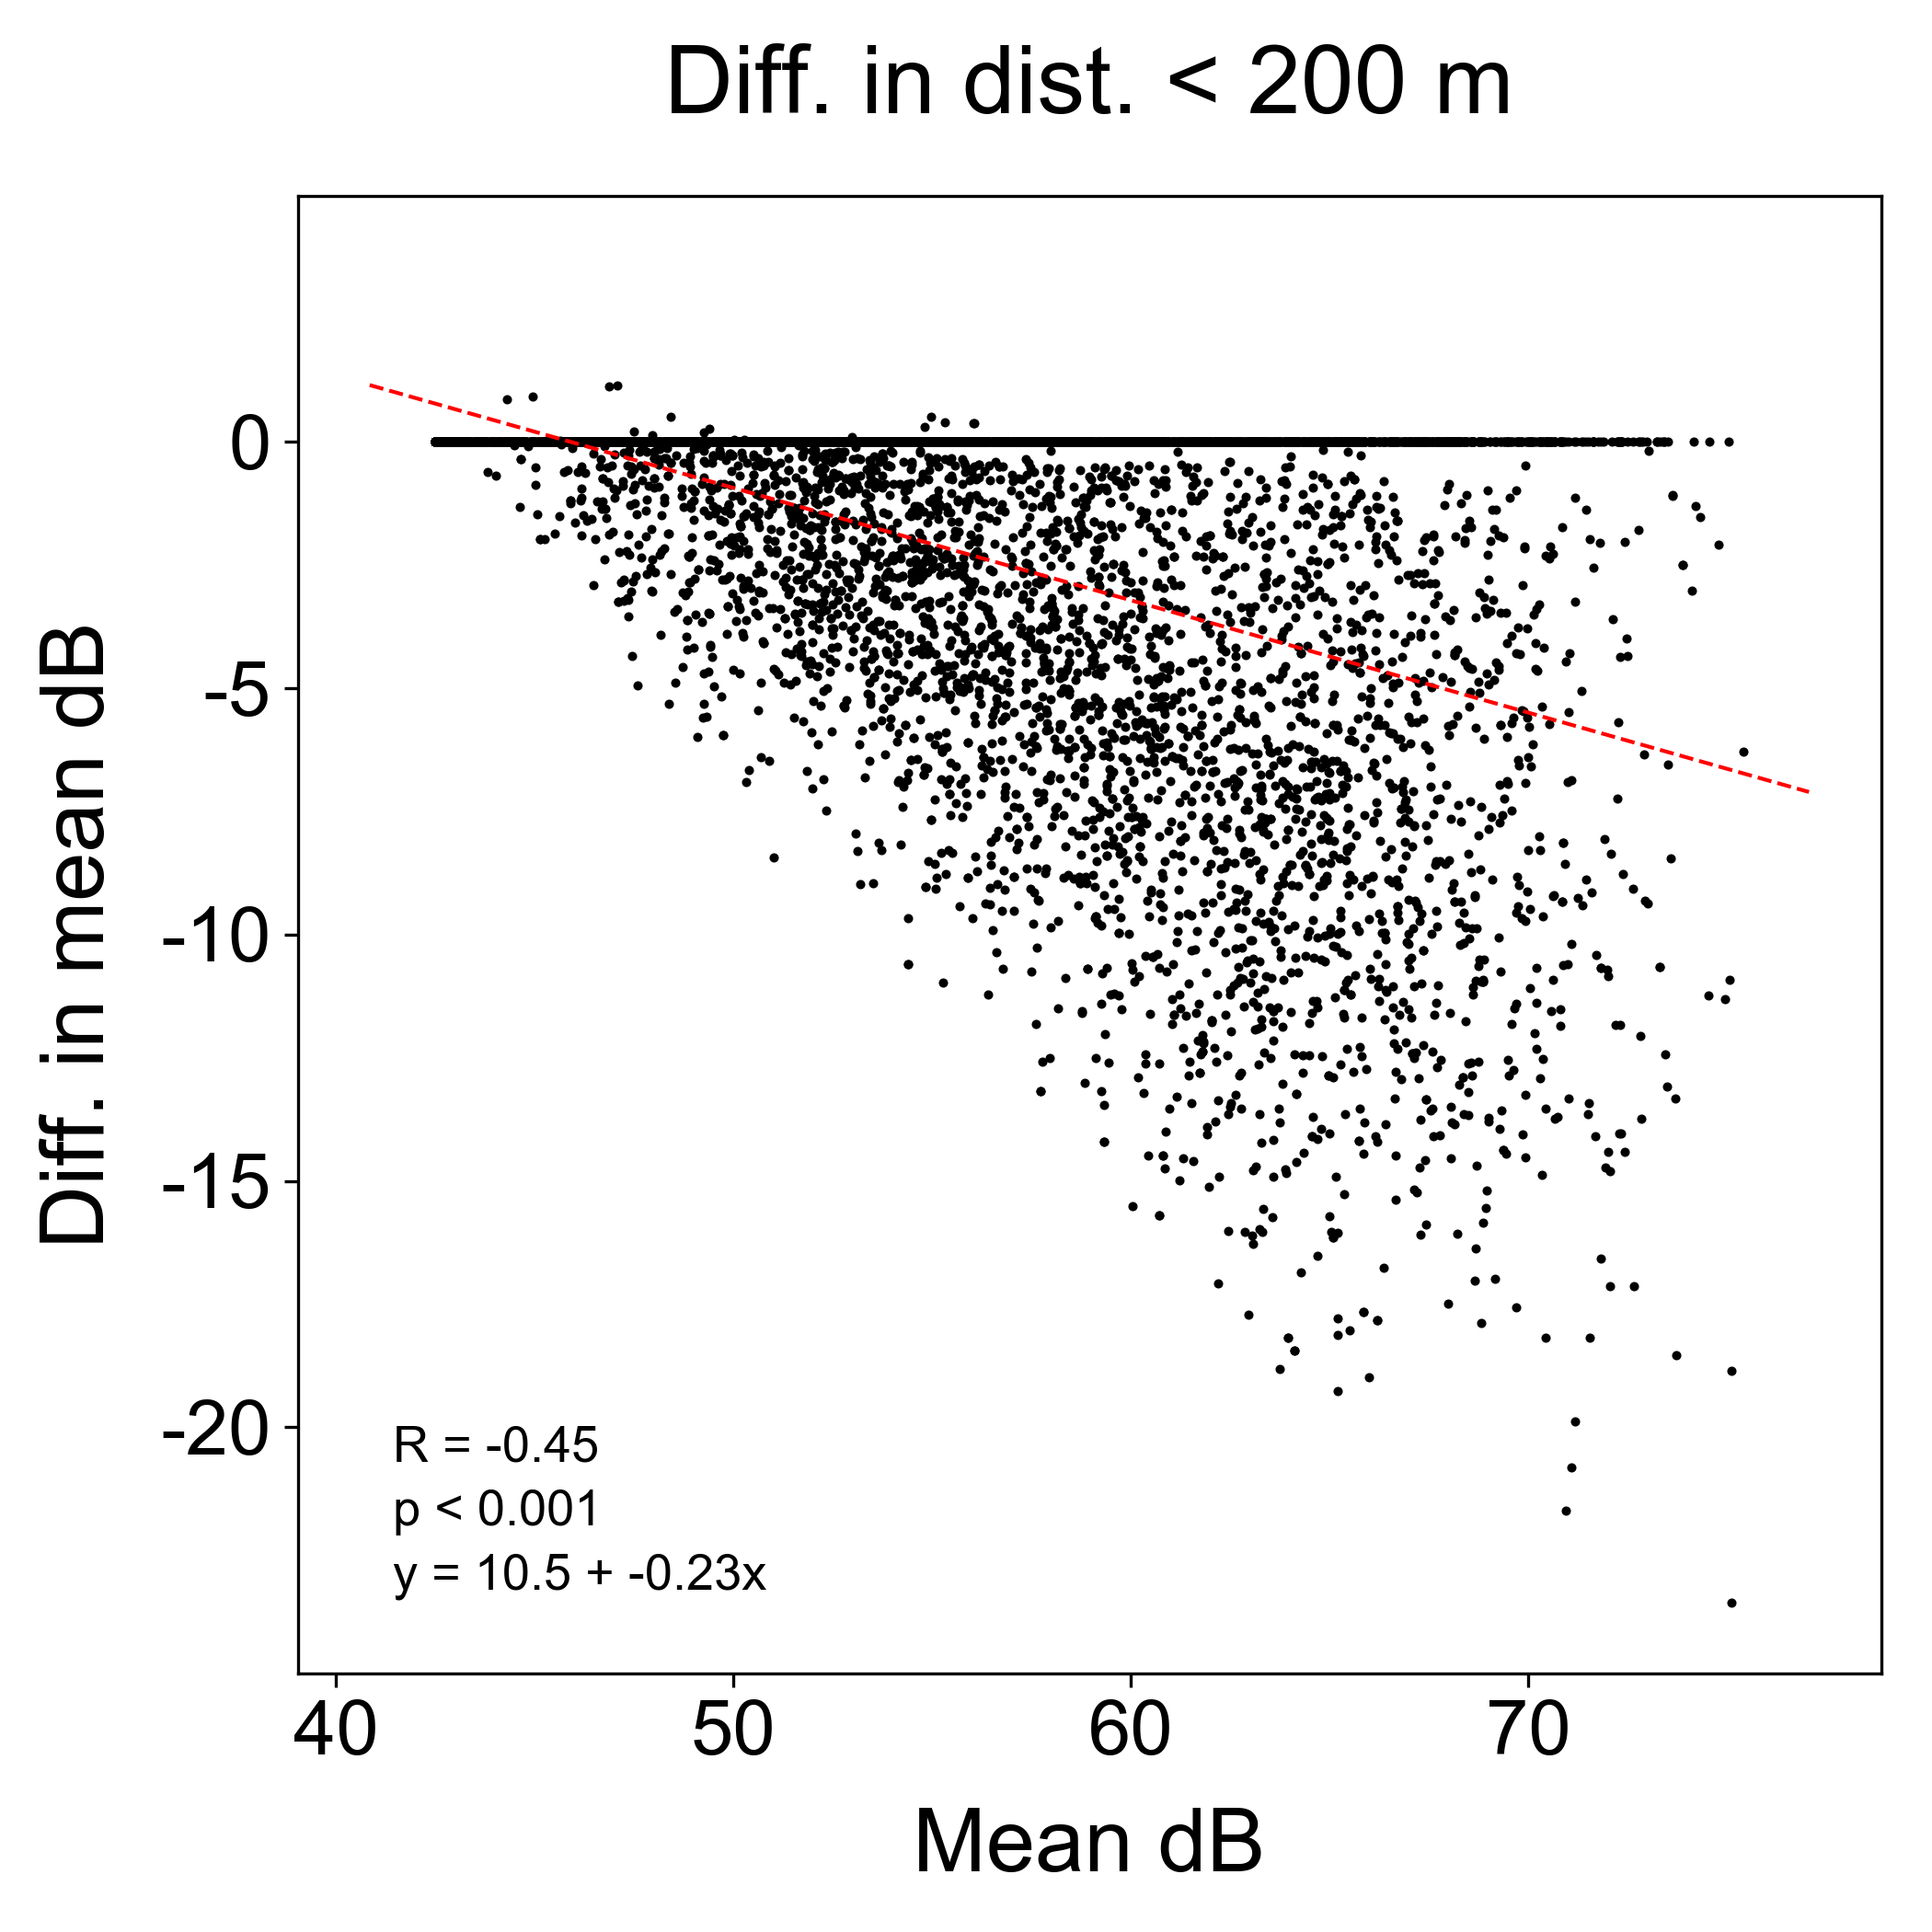 Diff. in dist. < 200 m
Diff. in mean dB
0
-5
-10
-15
-20
R = -0.45
p < 0.001
y = 10.5 + -0.23x
40 50 60 70
Mean dB